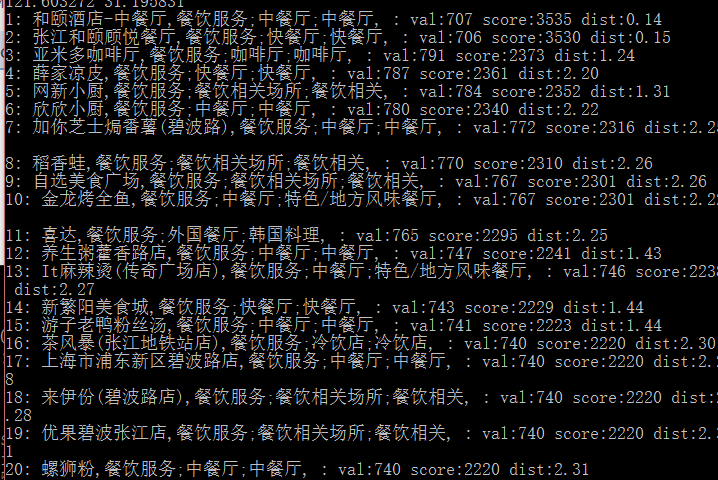 121.603272 31.195831
1: 和颐酒店-中餐厅,餐饮服务;中餐厅;中餐厅, : val:707 score:3535 dist:0.14
2: 张江和颐顾悦餐厅,餐饮服务;快餐厅;快餐厅, : val:706 score:3530 dist:0.15
3: 亚米多咖啡厅,餐饮服务;咖啡厅;咖啡厅, : val:791 score:2373 dist:1.24
4: 薛家凉皮,餐饮服务;快餐厅;快餐厅, : val:787 score:2361 dist:2.20
5: 网新小厨,餐饮服务;餐饮相关场所;餐饮相关, : val:784 score:2352 dist:1.31
6: 欣欣小厨,餐饮服务;中餐厅;中餐厅, : val:780 score:2340 dist:2.22
7: 加你芝士焗番薯(碧波路),餐饮服务;中餐厅;中餐厅, : val:772 score:2316 dist:2.25
8: 稻香蛙,餐饮服务;餐饮相关场所;餐饮相关, : val:770 score:2310 dist:2.26
9: 自选美食广场,餐饮服务;餐饮相关场所;餐饮相关, : val:767 score:2301 dist:2.26
10: 金龙烤全鱼,餐饮服务;中餐厅;特色/地方风味餐厅, : val:767 score:2301 dist:2.22
11: 喜达,餐饮服务;外国餐厅;韩国料理, : val:765 score:2295 dist:2.25
12: 养生粥藿香路店,餐饮服务;中餐厅;中餐厅, : val:747 score:2241 dist:1.43
13: It麻辣烫(传奇广场店),餐饮服务;中餐厅;特色/地方风味餐厅, : val:746 score:2238
dist:2.27
14: 新繁阳美食城,餐饮服务;快餐厅;快餐厅, : val:743 score:2229 dist:1.44
15: 游子老鸭粉丝汤,餐饮服务;中餐厅;中餐厅, : val:741 score:2223 dist:1.44
16: 茶风暴(张江地铁站店),餐饮服务;冷饮店;冷饮店, : val:740 score:2220 dist:2.30
17: 上海市浦东新区碧波路店,餐饮服务;中餐厅;中餐厅, : val:740 score:2220 dist:2.
8
18: 来伊份(碧波路店),餐饮服务;餐饮相关场所;餐饮相关, : val:740 score:2220 dist:
.28
19: 优果碧波张江店,餐饮服务;餐饮相关场所;餐饮相关, : val:740 score:2220 dist:2.
1
20: 螺狮粉,餐饮服务;中餐厅;中餐厅, : val:740 score:2220 dist:2.31